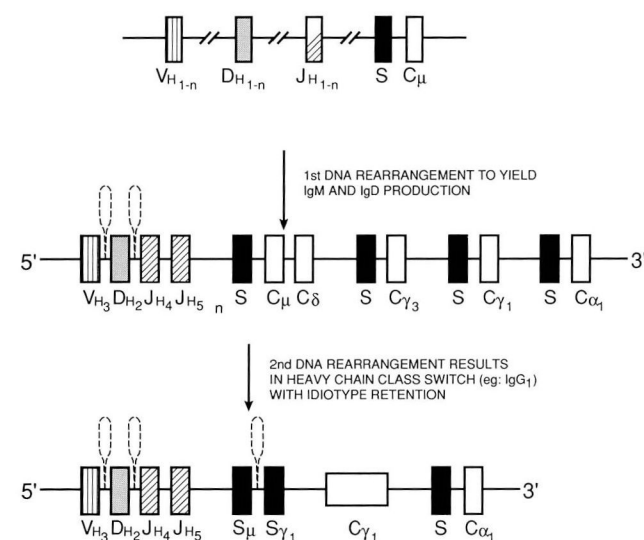 VH1-n DH1-n JH1-n S Cμ
1st DNA REARRANGEMENT TO YIELD
IgM AND IgD PRODUCTION
5' 3'
VH3 DH2 JH4 JH5 n S Cμ Cδ S Cγ3 S Cγ1 S Cα1
2nd DNA REARRANGEMENT RESULTS
IN HEAVY CHAIN CLASS SWITCH (eg: IgG1)
WITH IDIOTYPE RETENTION
5' 3'
VH3 DH2 JH4 JH5 Sμ Sγ1 Cγ1 S Cα1